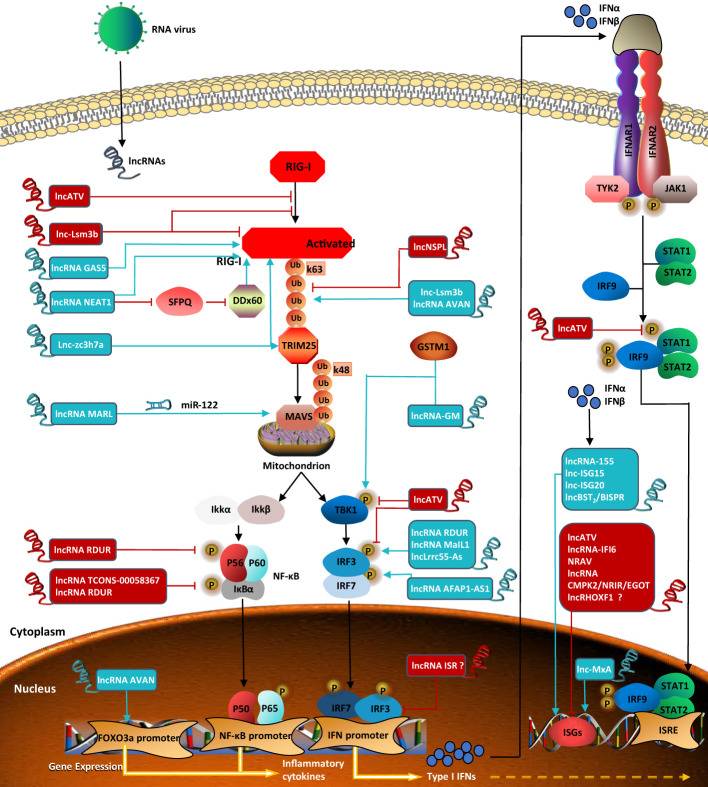 RNA virus
lncRNAs
IFNα
IFNβ
IFNAR1
IFNAR2
TYK2
JAK1
P
P
RIG-I
lncATV
lnc-Lsm3b
Activated
RIG-I
lncRNA GAS5
lncRNA NEAT1
SFPQ
DDx60
Ub
k63
Ub
Ub
Ub
lncNSPL
lnc-Lsm3b
lncRNA AVAN
Lnc-zc3h7a
TRIM25
GSTM1
Ub
k48
Ub
Ub
Ub
lncRNA MARL
miR-122
MAVS
lncRNA-GM
Mitochondrion
STAT1
STAT2
IRF9
lncATV
P
STAT1
P
P
IRF9
STAT2
IFNα
IFNβ
lncRNA-155
lnc-ISG15
lnc-ISG20
lncBST2/BISPR
Ikkα
Ikkβ
TBK1
P
lncATV
lncRNA RDUR
P
P56
P60
NF-κB
P
IκBα
lncRNA TCONS-00058367
lncRNA RDUR
IRF3
P
P
IRF7
P
lncRNA RDUR
lncRNA MalL1
lncLrrc55-As
lncRNA AFAP1-AS1
lncATV
lncRNA-IFI6
NRAV
lncRNA
CMPK2/NRIR/EGOT
lncRHOXF1 ?
Cytoplasm
Nucleus
lncRNA AVAN
P50
P65
P
P
IRF7
P
IRF3
lncRNA ISR ?
lnc-MxA
P
P
P
IRF9
STAT1
STAT2
FOXO3a promoter
NF-κB promoter
IFN promoter
ISGs
ISRE
Gene Expression
Inflammatory
cytokines
Type I IFNs